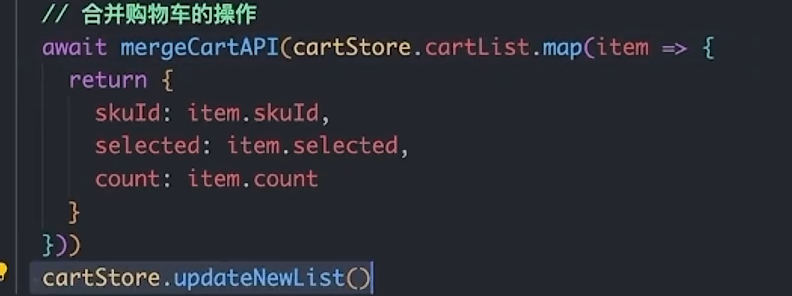 // 合并购物车的操作
await mergeCartAPI(cartStore.cartList.map(item => {
return {
skuId: item.skuId,
selected: item.selected,
count: item.count
}
}))
cartStore.updateNewList()